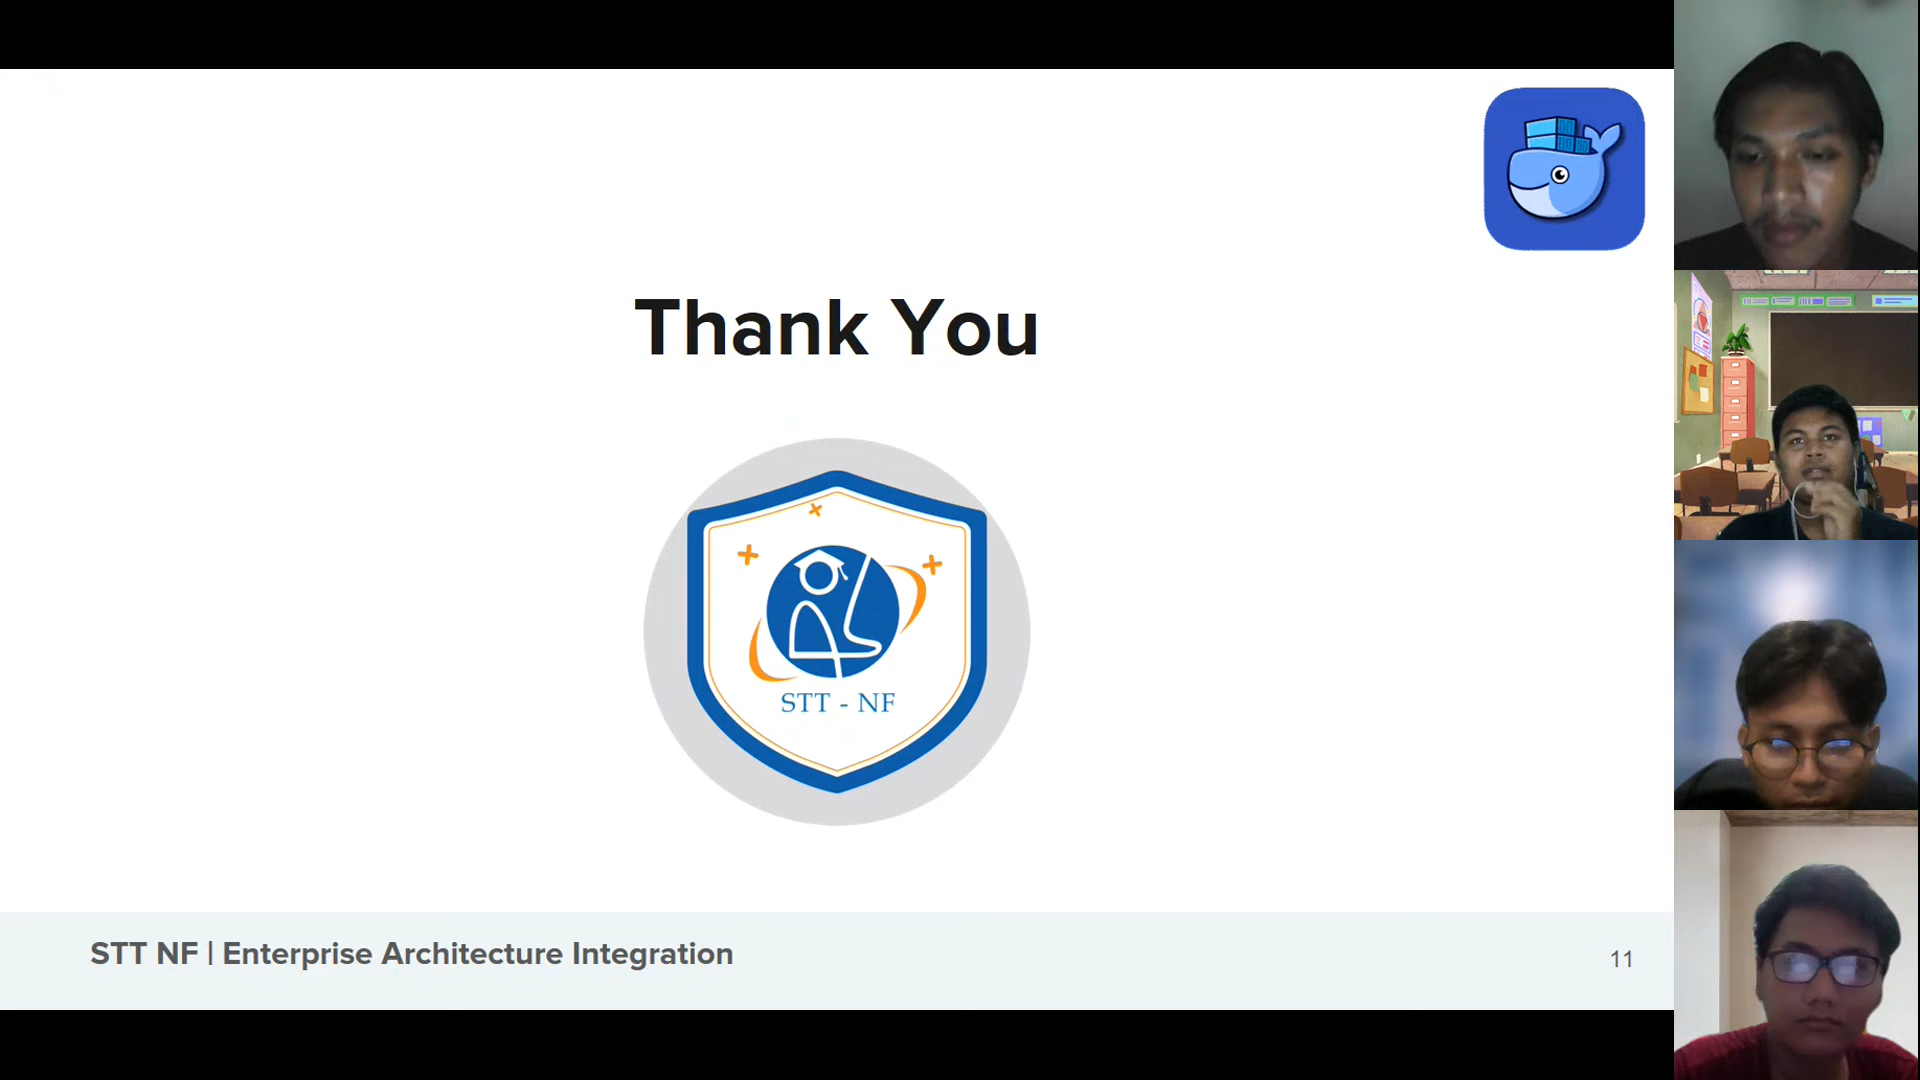 Thank You
STT - NF
STT NF | Enterprise Architecture Integration
11